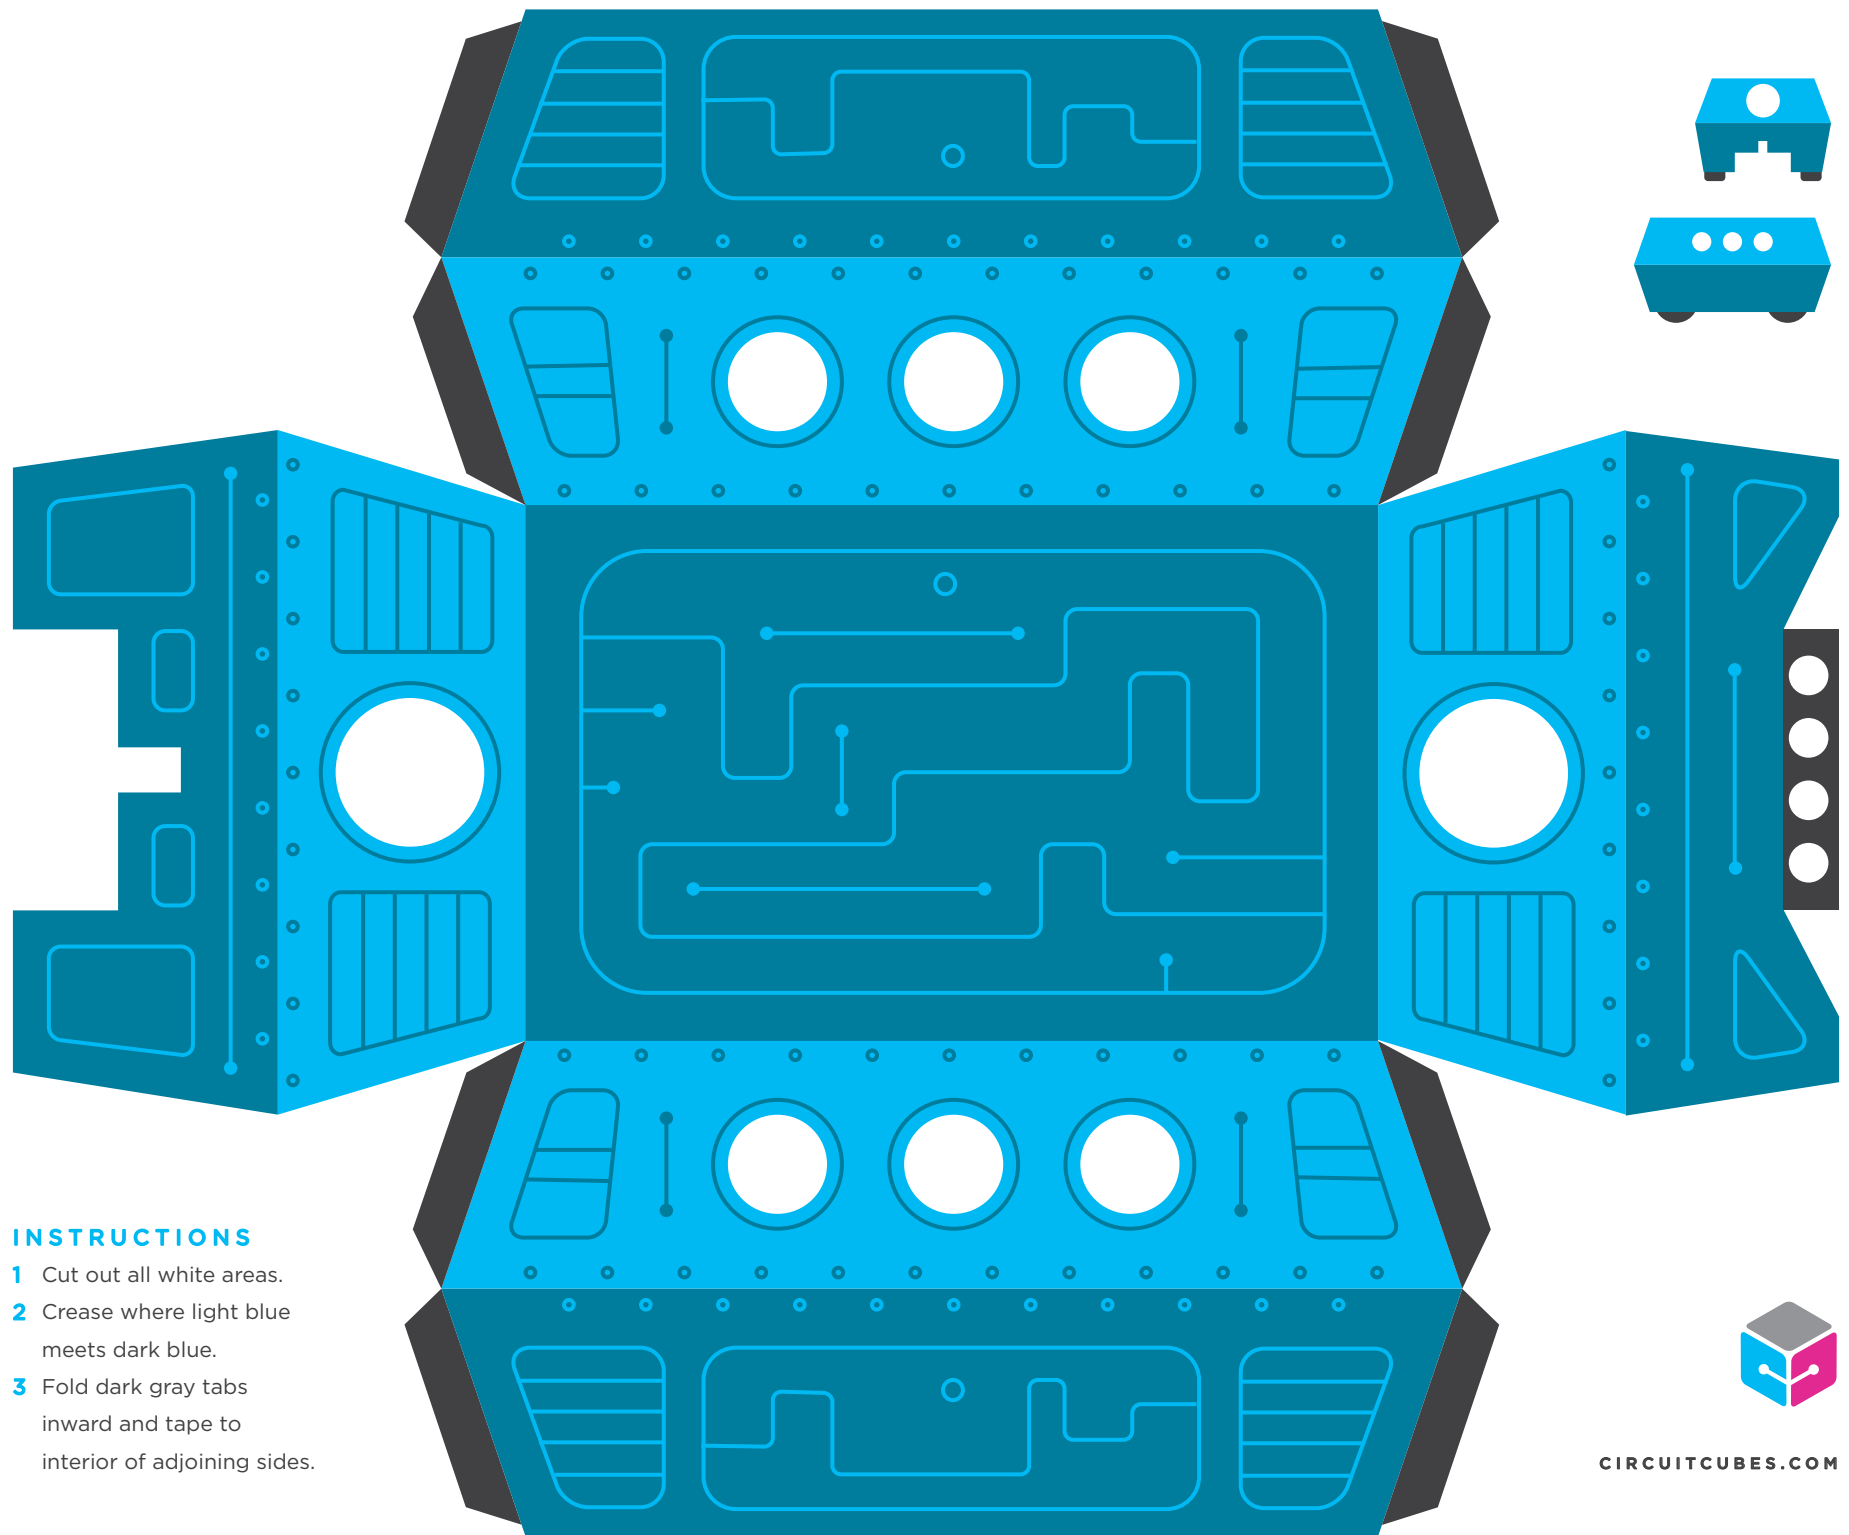 INSTRUCTIONS
1 Cut out all white areas.
2 Crease where light blue
meets dark blue.
3 Fold dark gray tabs
inward and tape to
interior of adjoining sides.
CIRCUITCUBES.COM